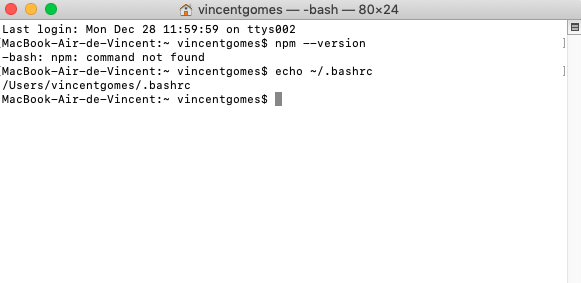 vincentgomes — -bash — 80×24
Last login: Mon Dec 28 11:59:59 on ttys002
[MacBook-Air-de-Vincent:~ vincentgomes$ npm --version ]
-bash: npm: command not found
[MacBook-Air-de-Vincent:~ vincentgomes$ echo ~/.bashrc ]
/Users/vincentgomes/.bashrc
MacBook-Air-de-Vincent:~ vincentgomes$